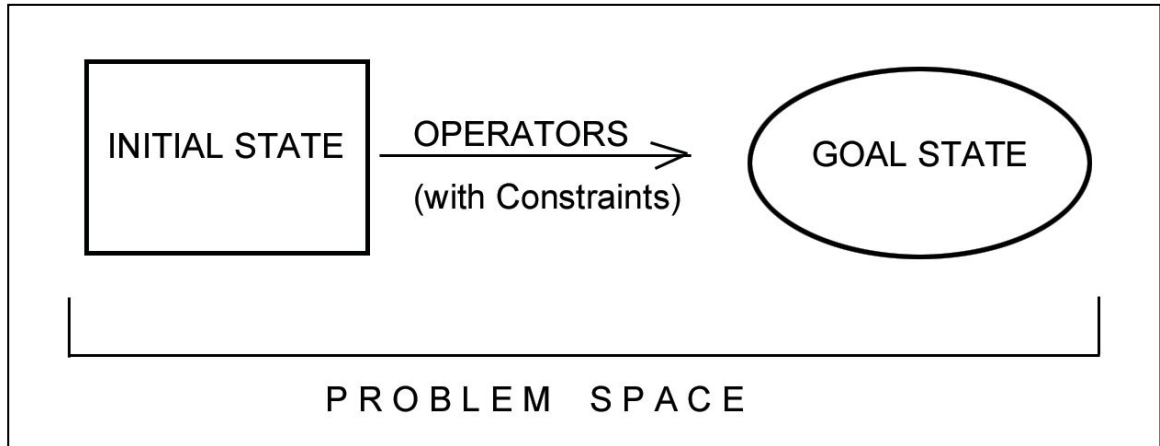 INITIAL STATE
OPERATORS
(with Constraints)
GOAL STATE
PROBLEM SPACE